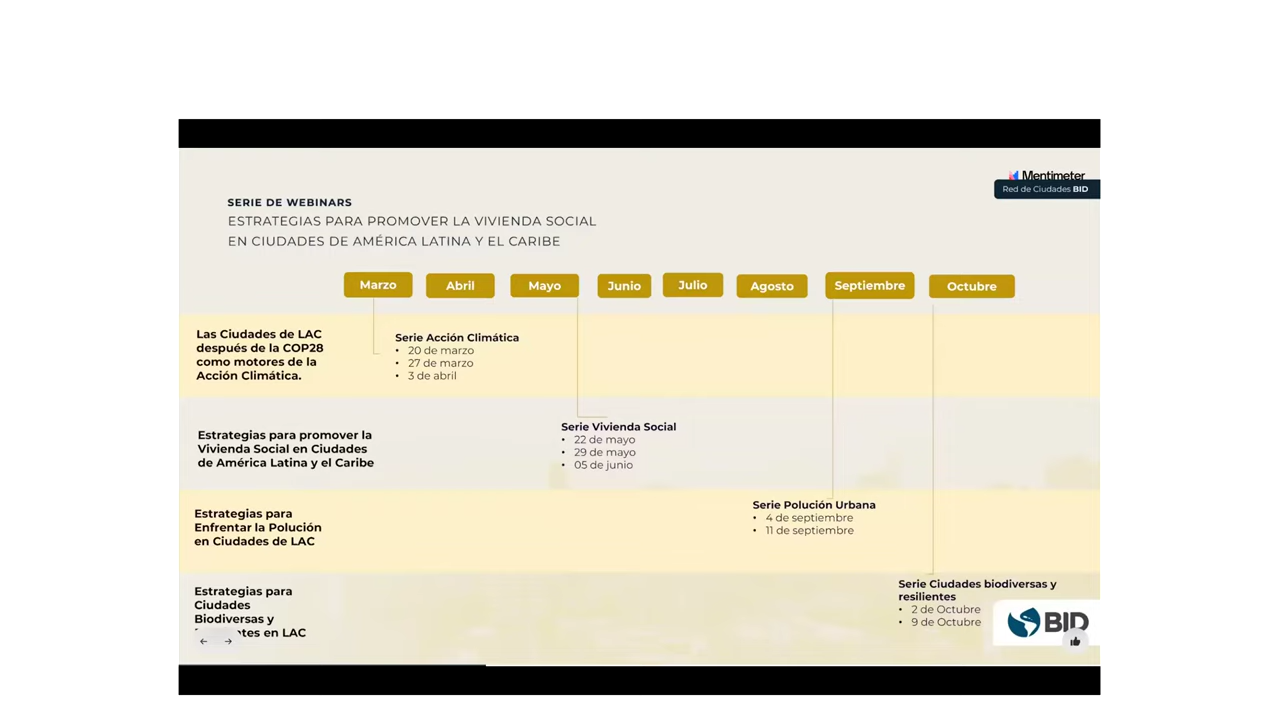 Mentimeter
Red de Ciudades BID
SERIE DE WEBINARS
ESTRATEGIAS PARA PROMOVER LA VIVIENDA SOCIAL
EN CIUDADES DE AMÉRICA LATINA Y EL CARIBE
Marzo Abril Mayo Junio Julio Agosto Septiembre Octubre
Las Ciudades de LAC
después de la COP28
como motores de la
Acción Climática.
Serie Acción Climática
• 20 de marzo
• 27 de marzo
• 3 de abril
Estrategias para promover la
Vivienda Social en Ciudades
de América Latina y el Caribe
Serie Vivienda Social
• 22 de mayo
• 29 de mayo
• 05 de junio
Estrategias para
Enfrentar la Polución
en Ciudades de LAC
Serie Polución Urbana
• 4 de septiembre
• 11 de septiembre
Estrategias para
Ciudades
Biodiversas y
en LAC
Serie Ciudades biodiversas y
resilientes
• 2 de Octubre
• 9 de Octubre
BID